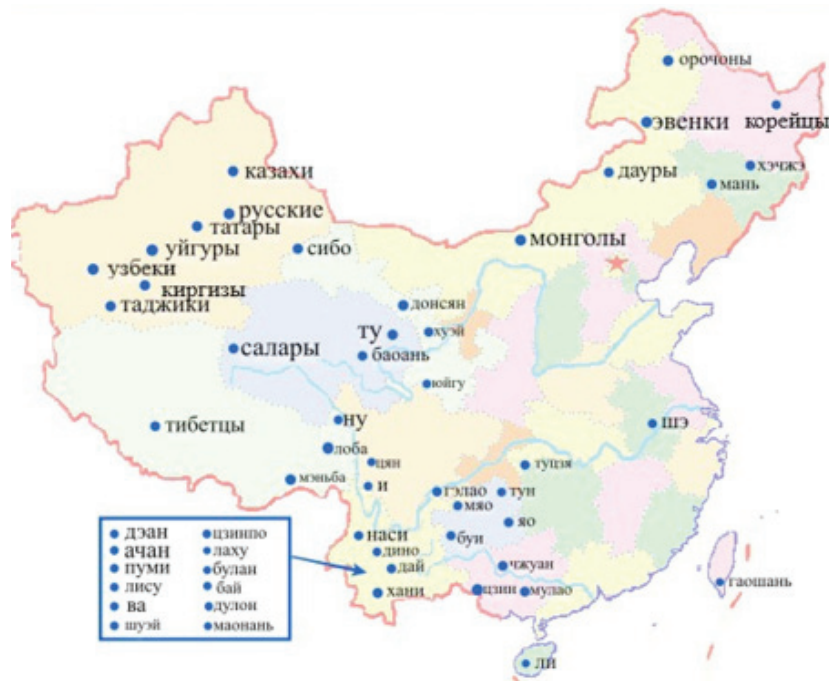 орочоны
эвенки
корейцы
хэчжэ
казахи
дауры
мань
русские
татары
монголы
уйгуры
сибо
узбеки
киргизы
таджики
донсян
ту
хуэй
салары
баоань
юйгу
ну
тибетцы
шэ
лоба
цян
туцзя
мэньба
и
гэлао
тун
мяо
яо
дэан
цзинпо
наси
буи
ачан
лаху
дино
пуми
булан
дай
чжуан
лису
бай
хани
цзин
мулао
гаошань
ва
дулон
шуэй
маонань
ли